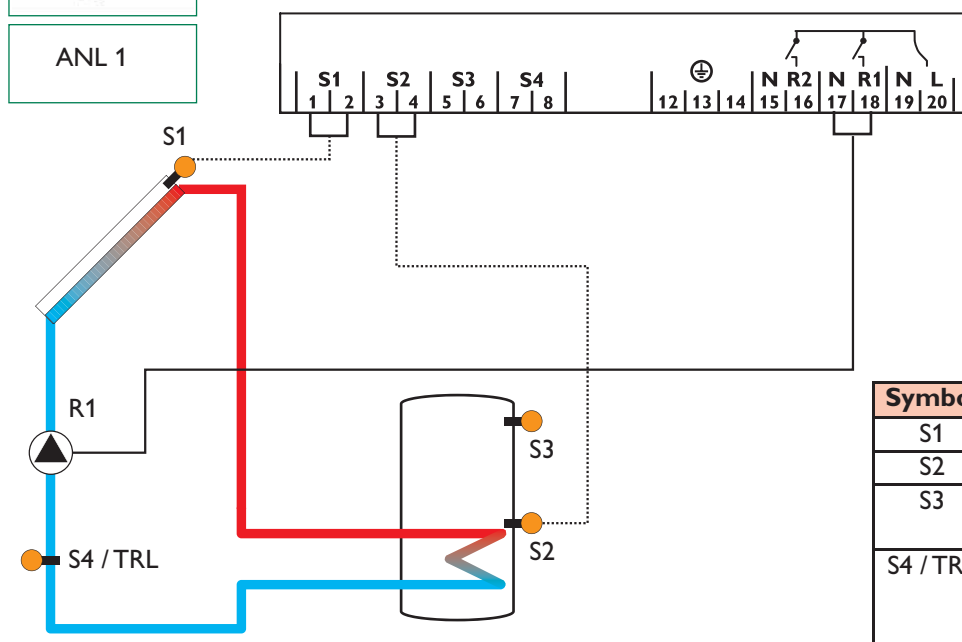 ANL 1
S1 S2 S3 S4 N R2 N R1 N L
1 2 3 4 5 6 7 8 12 13 14 15 16 17 18 19 20
S1
R1
S3
S2
S4 / TRL
Symbo
S1
S2
S3
S4 / TR